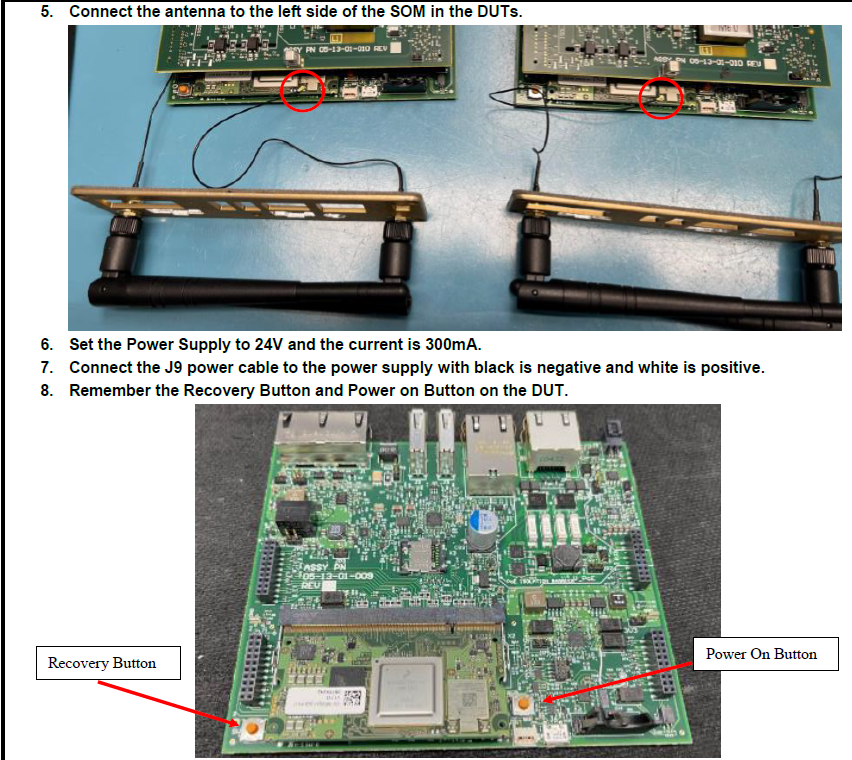 5. Connect the antenna to the left side of the SOM in the DUTs.
ASSY PN 05-13-01-010 REV
ASSY PN 05-13-01-010 REV
6. Set the Power Supply to 24V and the current is 300mA.
7. Connect the J9 power cable to the power supply with black is negative and white is positive.
8. Remember the Recovery Button and Power on Button on the DUT.
ASSY PN
05-13-01-009
REV
PoE ISOLATION BARRIER PoE
Recovery Button
Power On Button